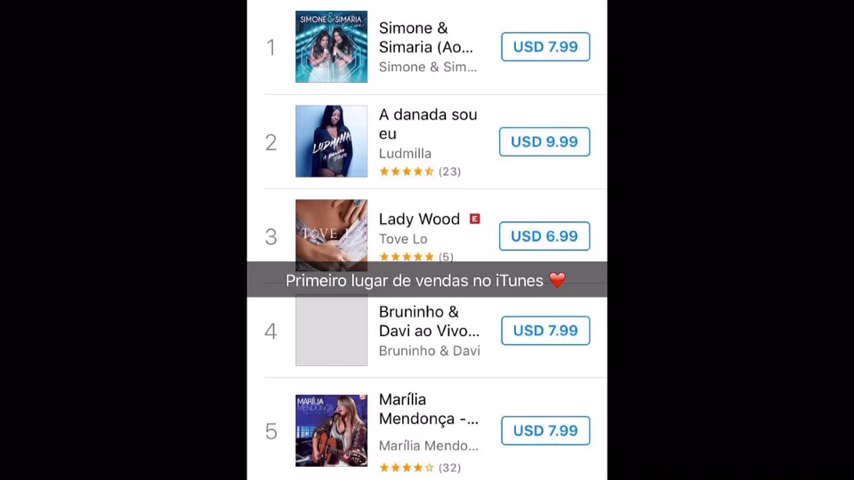 1
SIMONE & SIMARIA
Simone &
Simaria (Ao...
Simone & Sim...
USD 7.99
2
LUDMILLA
A danada sou
eu
Ludmilla
(23)
USD 9.99
3
TOVE L
Lady Wood E
Tove Lo
(5)
USD 6.99
Primeiro lugar de vendas no iTunes ❤️
4
Bruninho &
Davi ao Vivo...
Bruninho & Davi
USD 7.99
5
MARÍLIA
MENDONÇA
Marília
Mendonça -...
Marília Mendo...
(32)
USD 7.99